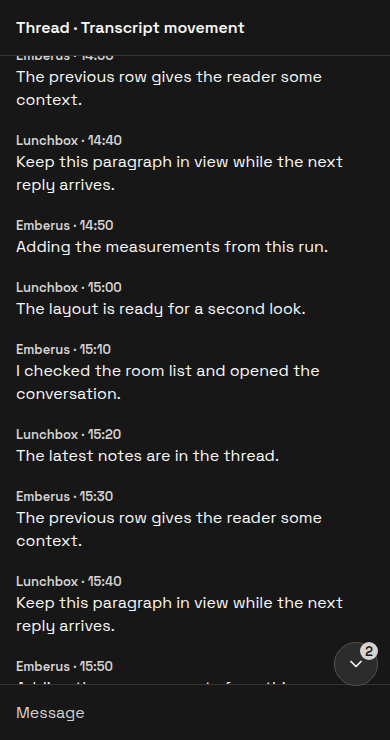 Thread · Transcript movement
Emberus · 14:30
The previous row gives the reader some
context.
Lunchbox · 14:40
Keep this paragraph in view while the next
reply arrives.
Emberus · 14:50
Adding the measurements from this run.
Lunchbox · 15:00
The layout is ready for a second look.
Emberus · 15:10
I checked the room list and opened the
conversation.
Lunchbox · 15:20
The latest notes are in the thread.
Emberus · 15:30
The previous row gives the reader some
context.
Lunchbox · 15:40
Keep this paragraph in view while the next
reply arrives.
2
Emberus · 15:50
Message